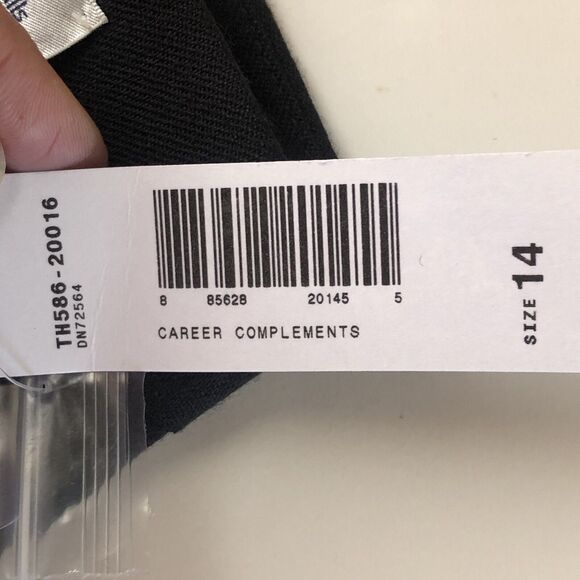 TH586-20016
DN72564
8 85628 20145 5
CAREER COMPLEMENTS
SIZE 14